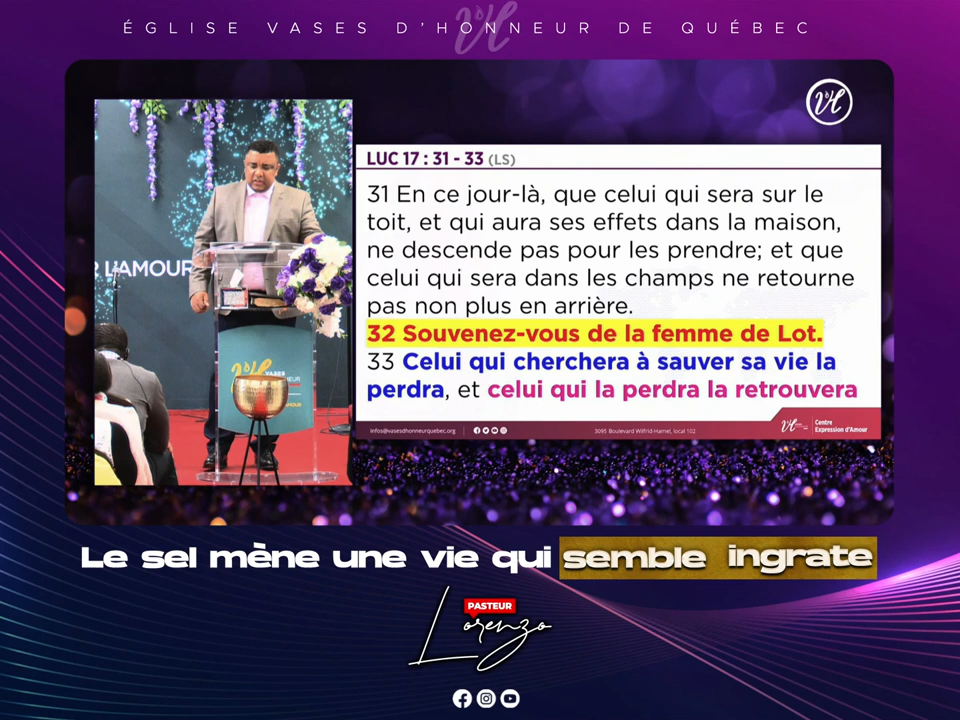 ÉGLISE VASES D'HONNEUR DE QUÉBEC
VH
R L'AMOUR
VASES
LUC 17 : 31 - 33 (LS)
31 En ce jour-là, que celui qui sera sur le
toit, et qui aura ses effets dans la maison,
ne descende pas pour les prendre; et que
celui qui sera dans les champs ne retourne
pas non plus en arrière.
32 Souvenez-vous de la femme de Lot.
33 Celui qui cherchera à sauver sa vie la
perdra, et celui qui la perdra la retrouvera
infos@vasesdhonneurquebec.org
3095 Boulevard Wilfrid-Hamel, local 102
VH
Centre
Expression d'Amour
Le sel mène une vie qui semble ingrate
PASTEUR
Lorenzo